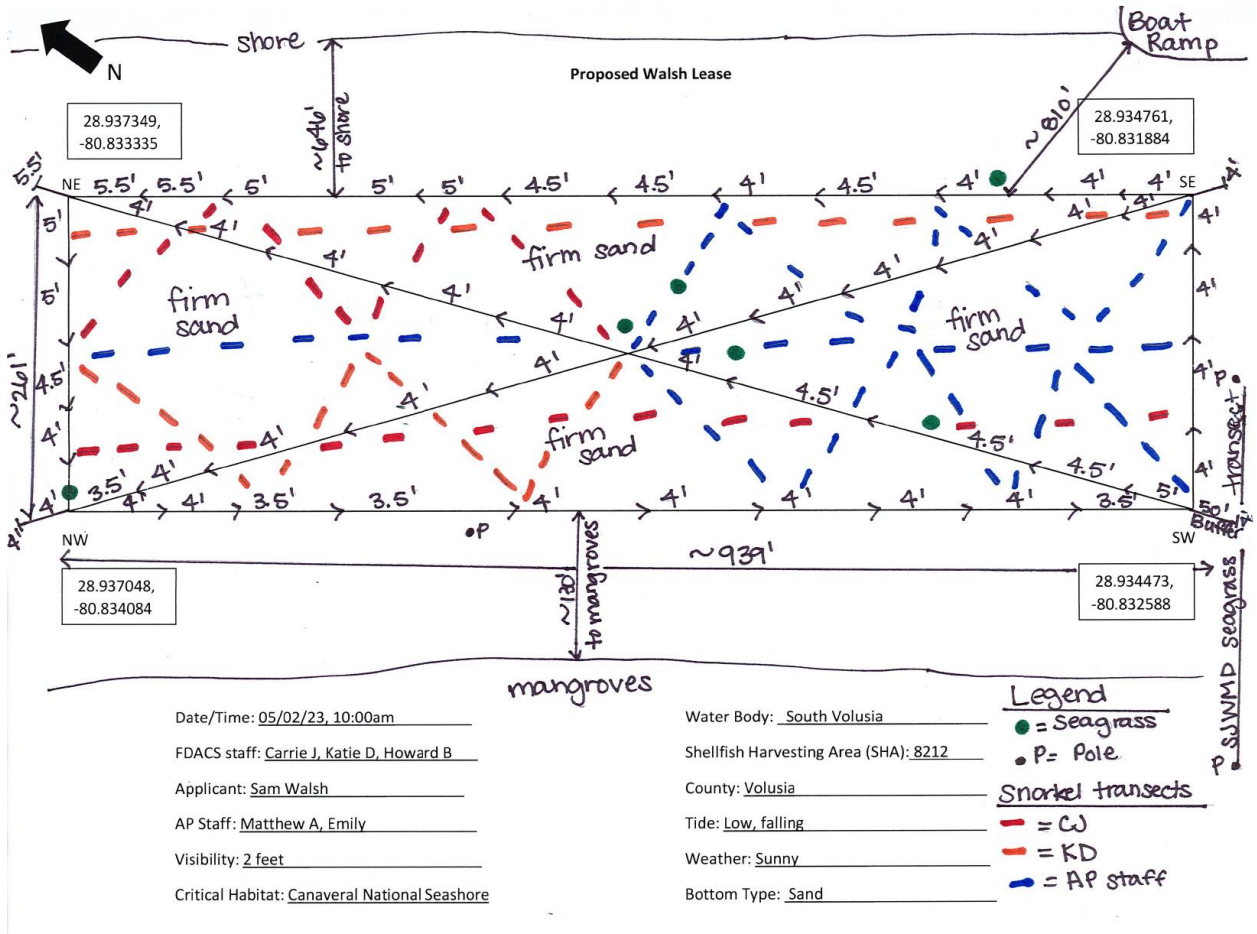 shore
Boat
Ramp
N
Proposed Walsh Lease
28.937349,
-80.833335
~646'
to shore
~810'
28.934761,
-80.831884
5.5'
NE
5.5'
5.5'
5'
5'
5'
4.5'
4.5'
4'
4.5'
4'
4'
4'
SE
4'
5'
4'
4'
4'
4'
4'
firm sand
4'
4'
4'
4'
4'
4'
4'
5'
firm
sand
4'
4'
4'
4'
firm
sand
4'
~261'
4.5'
4'
4'
4'
4.5'
4'
P
4'
4'
4'
firm
sand
4.5'
4.5'
4'
4'
3.5'
4'
3.5'
3.5'
4'
4'
4'
4'
4'
3.5'
5'
50'
Buffer
4'
4'
P
NW
SW
~939'
~130'
to mangroves
28.937048,
-80.834084
28.934473,
-80.832588
P SJWMD seagrass transect
mangroves
Date/Time: 05/02/23, 10:00am
FDACS staff: Carrie J, Katie D, Howard B
Applicant: Sam Walsh
AP Staff: Matthew A, Emily
Visibility: 2 feet
Critical Habitat: Canaveral National Seashore
Water Body: South Volusia
Shellfish Harvesting Area (SHA): 8212
County: Volusia
Tide: Low, falling
Weather: Sunny
Bottom Type: Sand
Legend
= Seagrass
P= Pole
Snorkel transects
= CJ
= KD
= AP staff